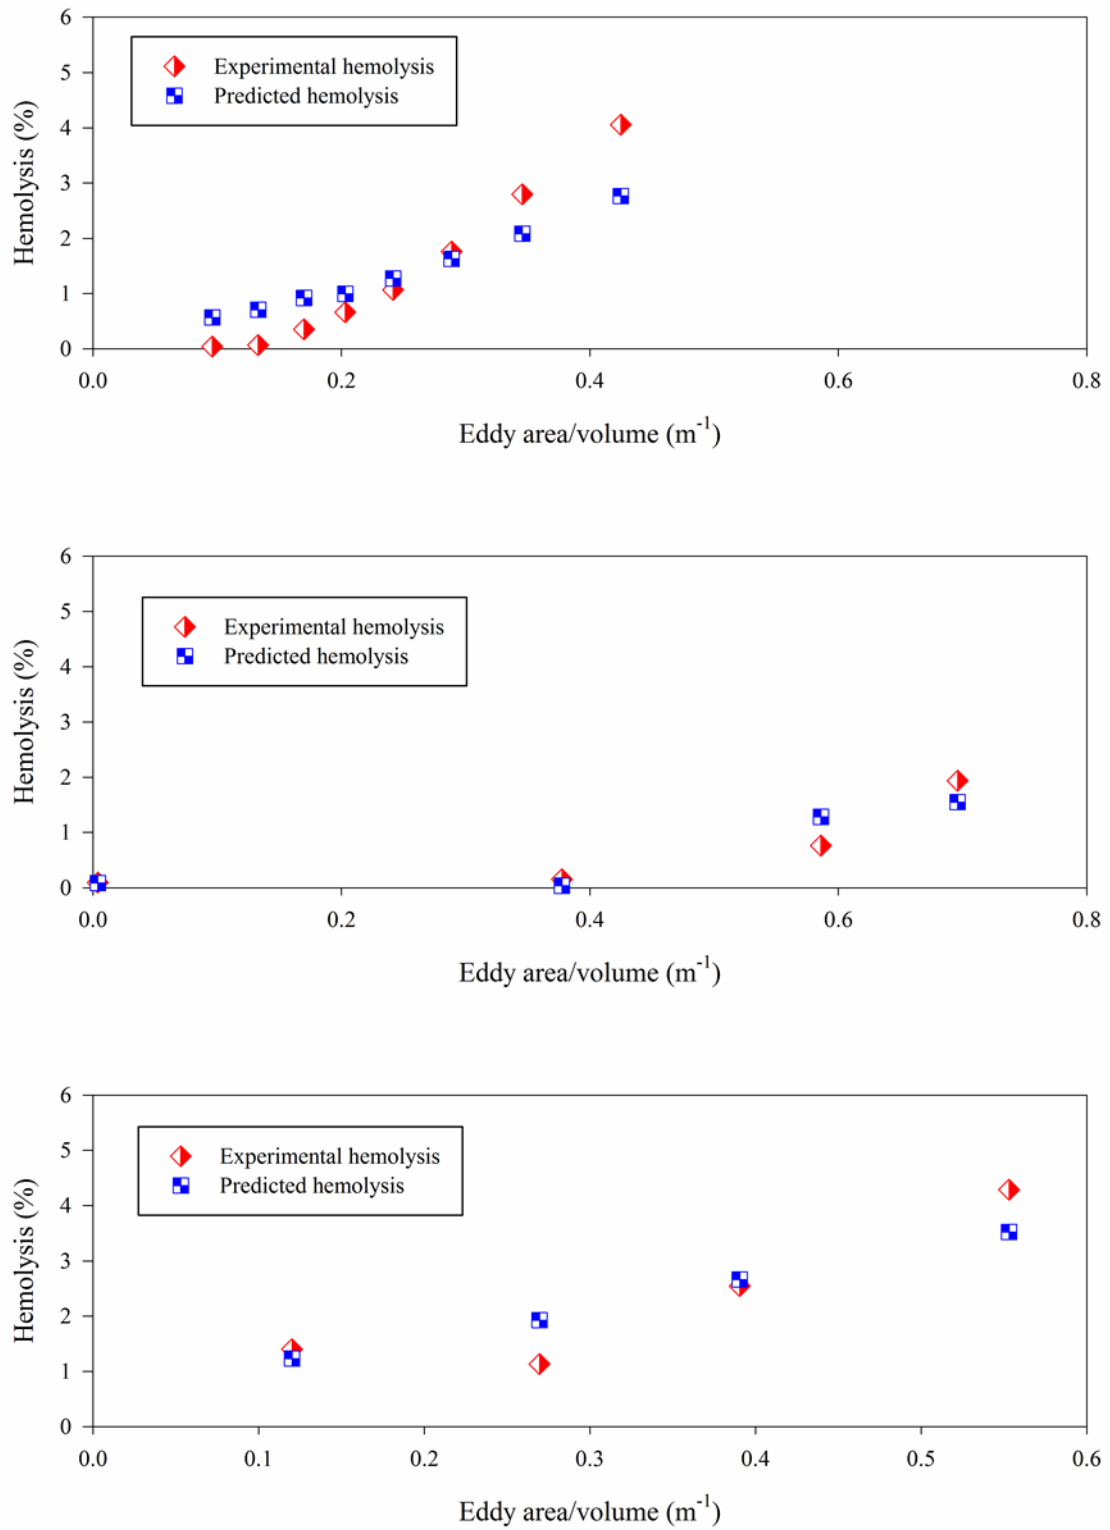 6
5
4
3
2
1
0
Hemolysis (%)
Experimental hemolysis
Predicted hemolysis
0.0 0.2 0.4 0.6 0.8
Eddy area/volume (m⁻¹)
6
5
4
3
2
1
0
Hemolysis (%)
Experimental hemolysis
Predicted hemolysis
0.0 0.2 0.4 0.6 0.8
Eddy area/volume (m⁻¹)
6
5
4
3
2
1
0
Hemolysis (%)
Experimental hemolysis
Predicted hemolysis
0.0 0.1 0.2 0.3 0.4 0.5 0.6
Eddy area/volume (m⁻¹)